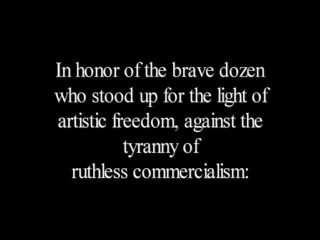 In honor of the brave dozen
who stood up for the light of
artistic freedom, against the
tyranny of
ruthless commercialism: